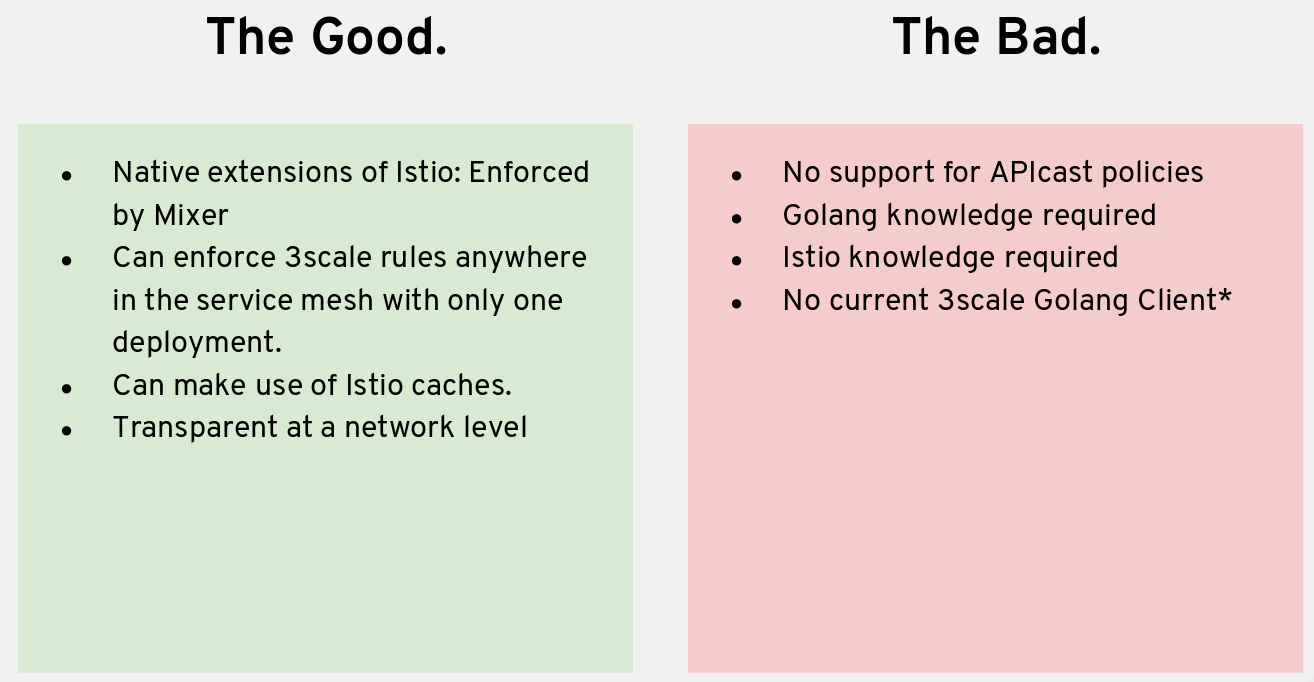 The Good.
• Native extensions of Istio: Enforced
by Mixer
• Can enforce 3scale rules anywhere
in the service mesh with only one
deployment.
• Can make use of Istio caches.
• Transparent at a network level
The Bad.
• No support for APIcast policies
• Golang knowledge required
• Istio knowledge required
• No current 3scale Golang Client*